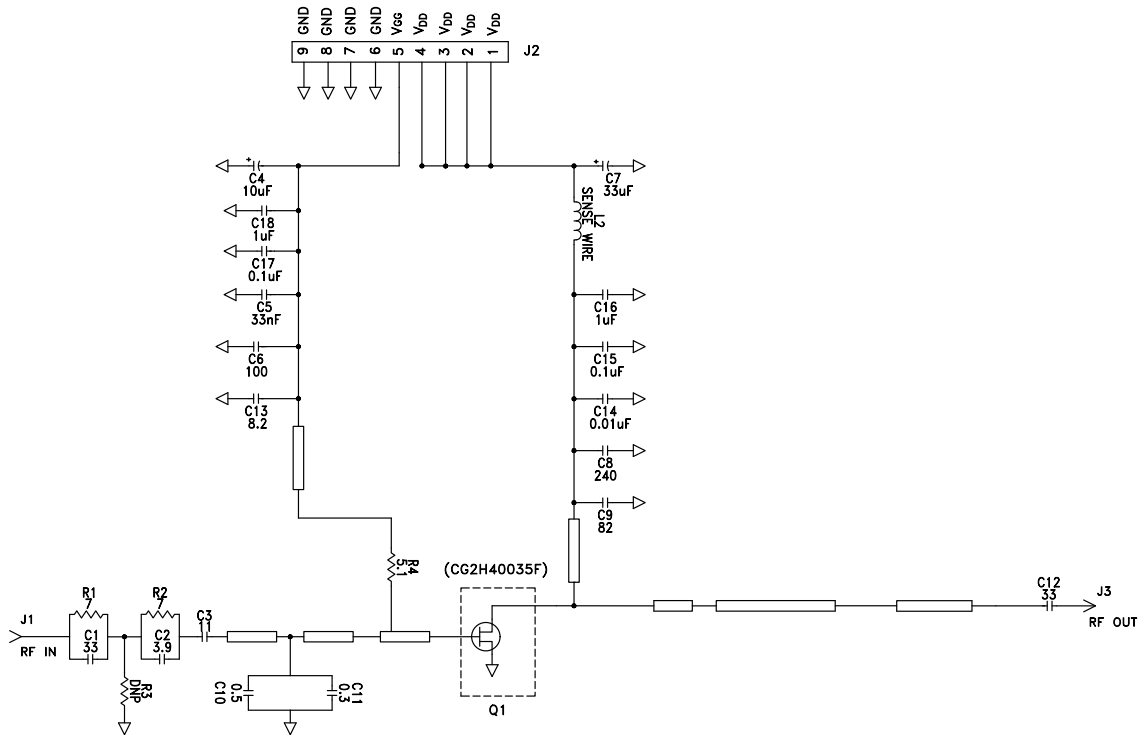 GND GND GND GND VGG VDD VDD VDD VDD
9 8 7 6 5 4 3 2 1
J2
C4
10uF
C18
1uF
C17
0.1uF
C5
33nF
C6
100
C13
8.2
C7
33uF
L2
SENSE WIRE
C16
1uF
C15
0.1uF
C14
0.01uF
C8
240
C9
82
R4
5.1
(CG2H40035F)
Q1
J1
RF IN
R1
7
C1
33
R2
7
C2
3.9
R3
DNP
C3
11
C10
0.5
C11
0.3
C12
33
J3
RF OUT